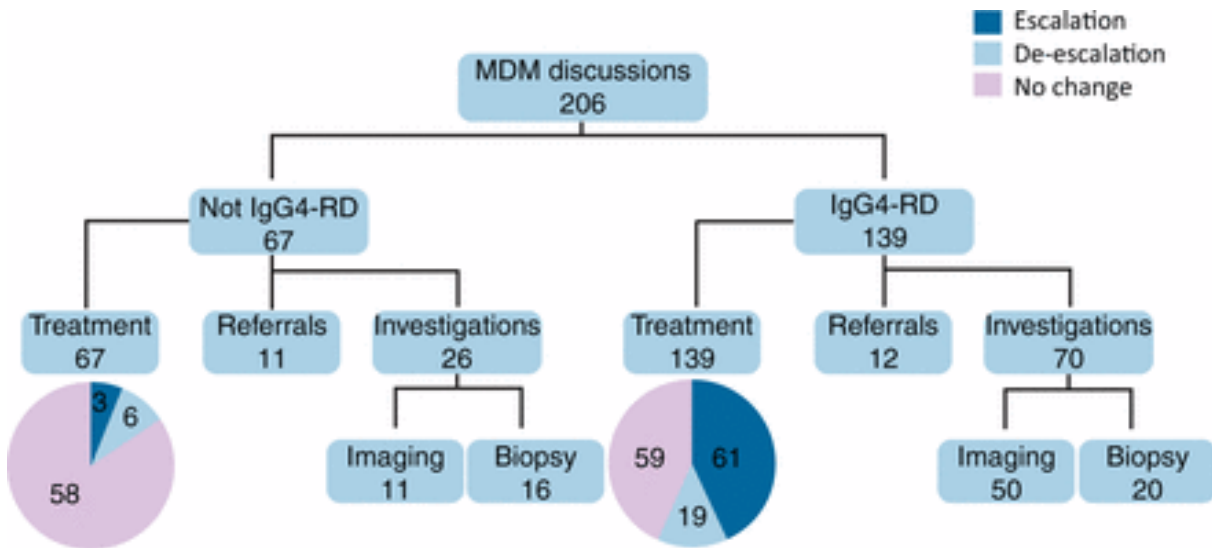 Escalation
De-escalation
No change
MDM discussions
206
Not IgG4-RD
67
IgG4-RD
139
Treatment
67
Referrals
11
Investigations
26
Treatment
139
Referrals
12
Investigations
70
3
6
58
Imaging
11
Biopsy
16
59
61
19
Imaging
50
Biopsy
20